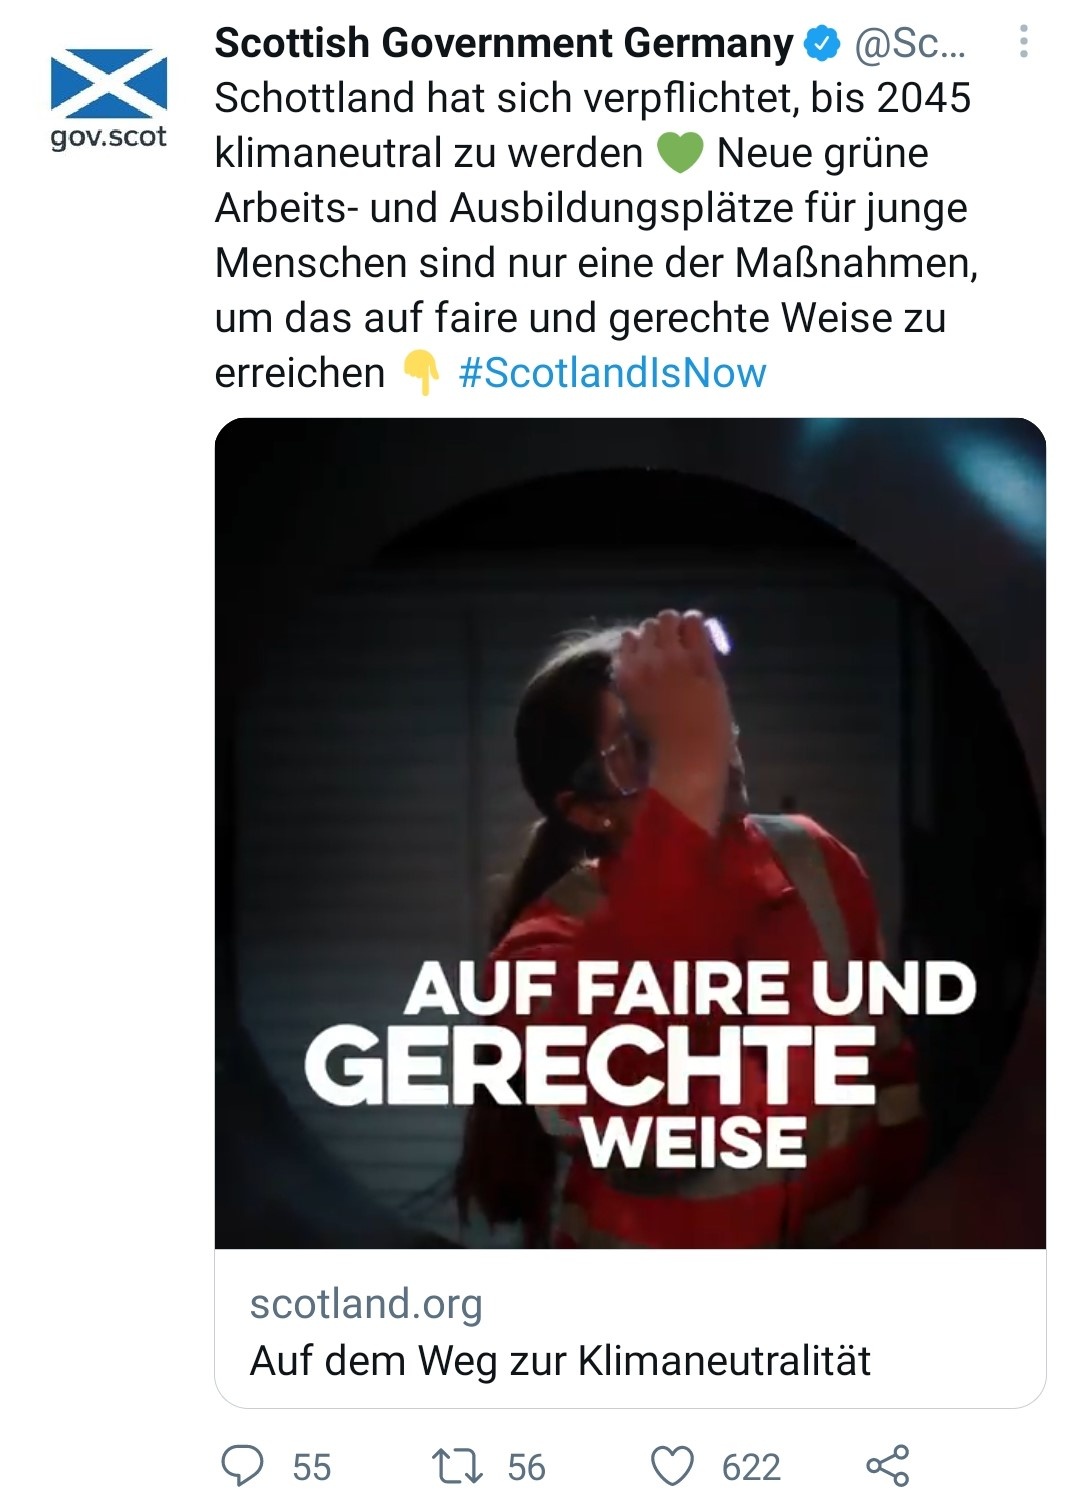 Scottish Government Germany @Sc...
gov.scot
Schottland hat sich verpflichtet, bis 2045
klimaneutral zu werden 💚 Neue grüne
Arbeits- und Ausbildungsplätze für junge
Menschen sind nur eine der Maßnahmen,
um das auf faire und gerechte Weise zu
erreichen 👇 #ScotlandIsNow
AUF FAIRE UND
GERECHTE
WEISE
scotland.org
Auf dem Weg zur Klimaneutralität
55 56 622